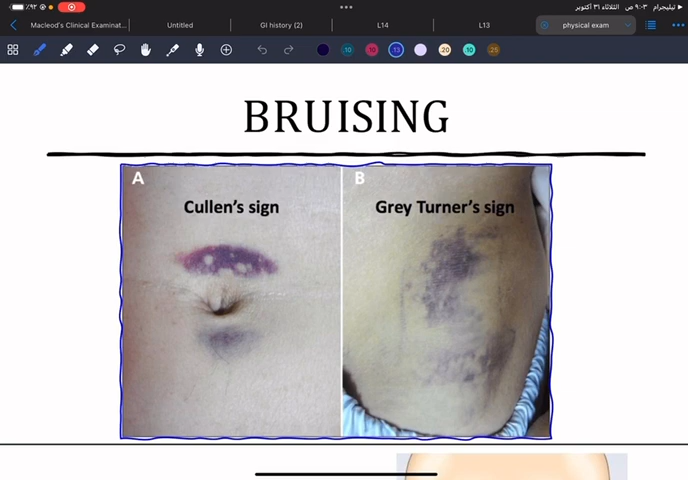 تيليجرام ٩:٠٣ ص الثلاثاء ٣١ أكتوبر
٪٩٢
Macleod's Clinical Examinat...
Untitled
GI history (2)
L14
L13
physical exam
.10
.10
.13
.20
.10
.25
BRUISING
A
B
Cullen's sign
Grey Turner's sign